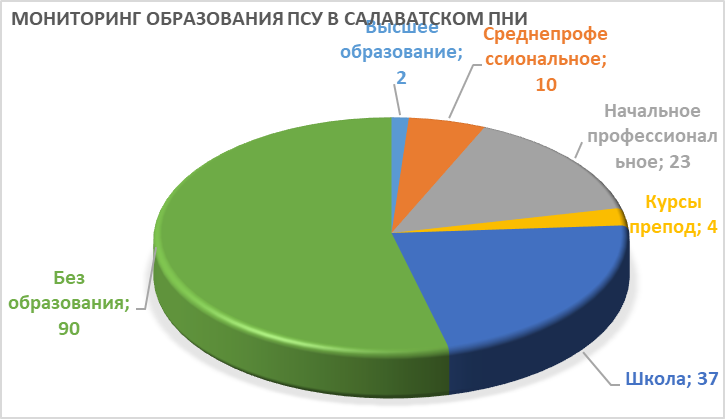 МОНИТОРИНГ ОБРАЗОВАНИЯ ПСУ В САЛАВАТСКОМ ПНИ
Высшее
образование;
2
Среднепрофе
ссиональное;
10
Начальное
профессионал
ьное; 23
Курсы
препод; 4
Школа; 37
Без
образования;
90